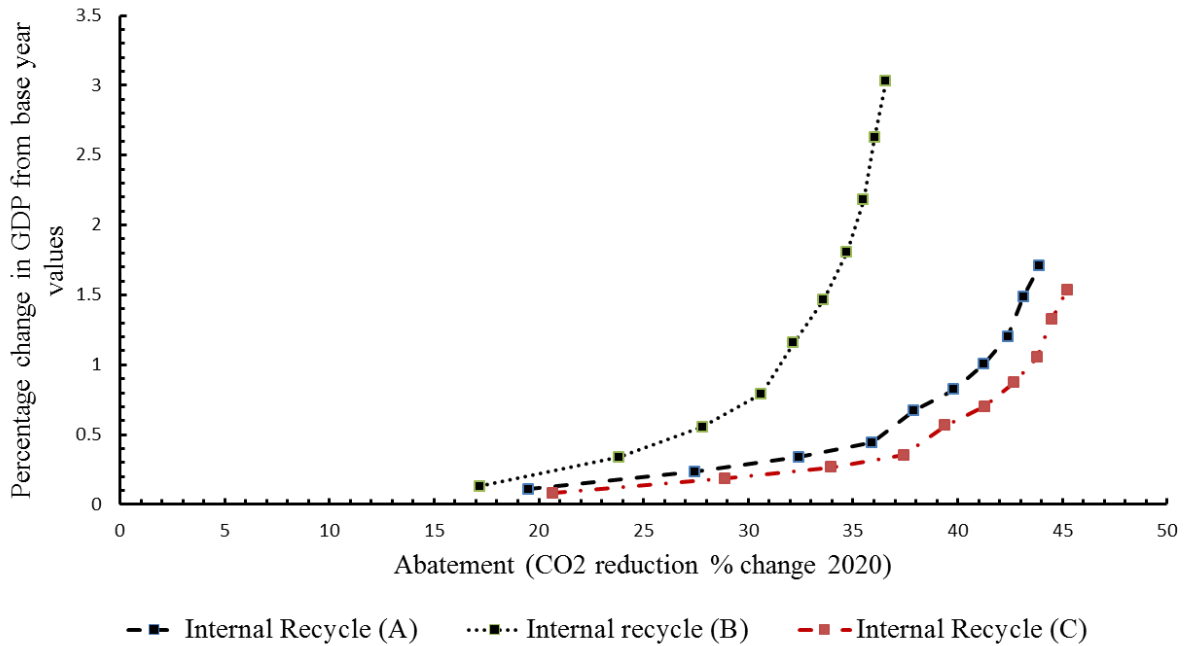 Percentage change in GDP from base year
values
3.5
3
2.5
2
1.5
1
0.5
0
0 5 10 15 20 25 30 35 40 45 50
Abatement (CO2 reduction % change 2020)
Internal Recycle (A) Internal recycle (B) Internal Recycle (C)